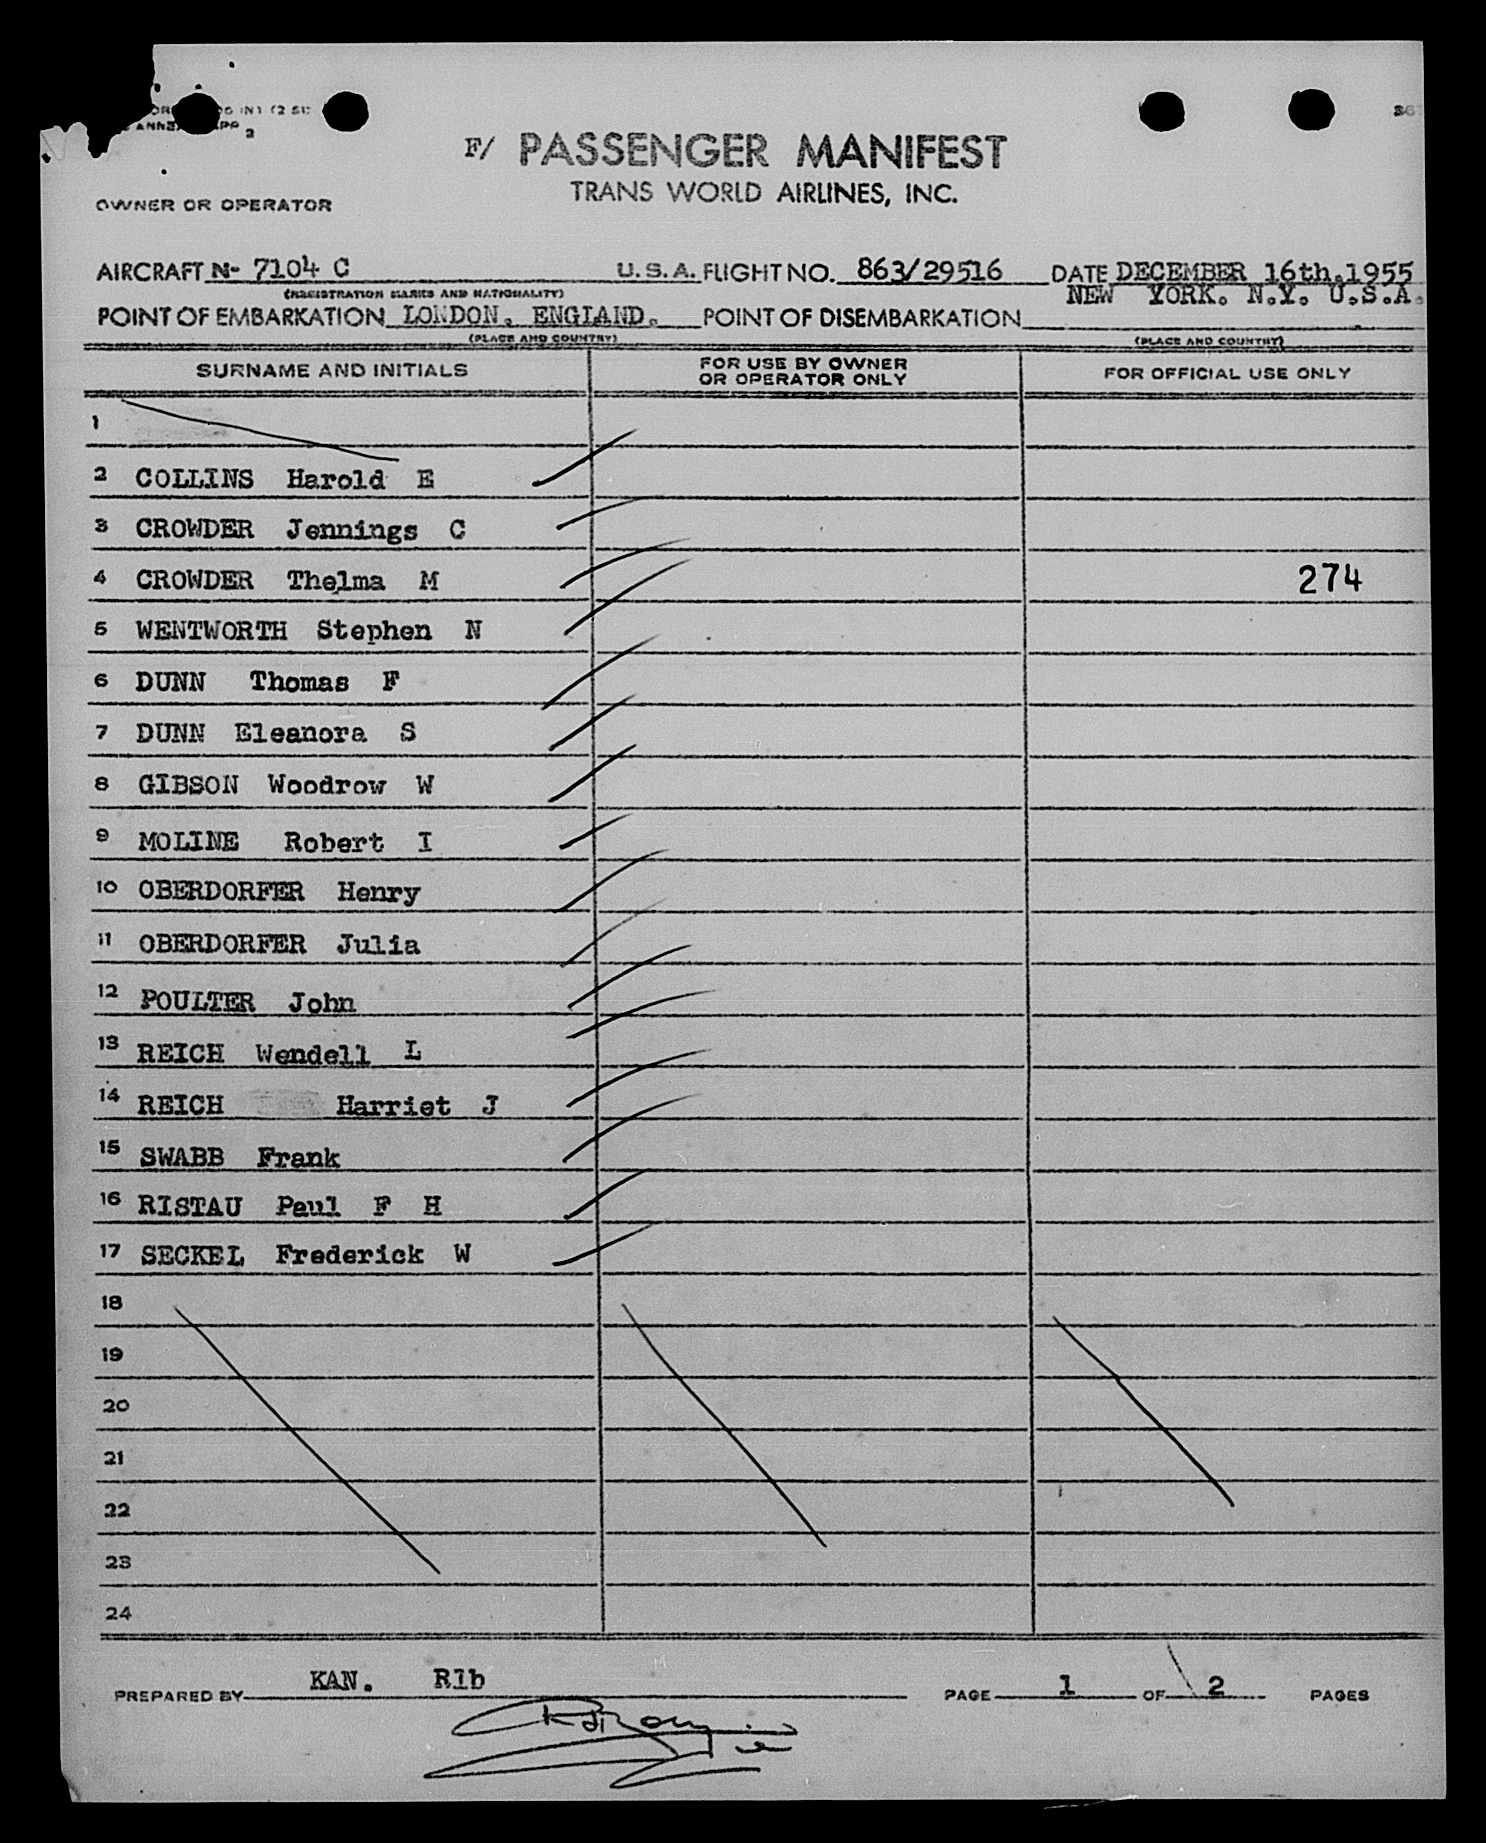 ANNEX APP 2
F/ PASSENGER MANIFEST
TRANS WORLD AIRLINES, INC.
OWNER OR OPERATOR
AIRCRAFT N- 7104 C U.S.A. FLIGHT NO. 863/29516 DATE DECEMBER 16th.1955
(REGISTRATION MARKS AND NATIONALITY) NEW YORK. N.Y. U.S.A.
POINT OF EMBARKATION LONDON. ENGLAND. POINT OF DISEMBARKATION
(PLACE AND COUNTRY) (PLACE AND COUNTRY)
SURNAME AND INITIALS FOR USE BY OWNER OR OPERATOR ONLY FOR OFFICIAL USE ONLY
1
2 COLLINS Harold E
3 CROWDER Jennings C
4 CROWDER Thelma M 274
5 WENTWORTH Stephen N
6 DUNN Thomas F
7 DUNN Eleanora S
8 GIBSON Woodrow W
9 MOLINE Robert I
10 OBERDORFER Henry
11 OBERDORFER Julia
12 POULTER John
13 REICH Wendell L
14 REICH Harriet J
15 SWABB Frank
16 RISTAU Paul F H
17 SECKEL Frederick W
18
19
20
21
22
23
24
PREPARED BY KAN. Rlb PAGE 1 OF 2 PAGES